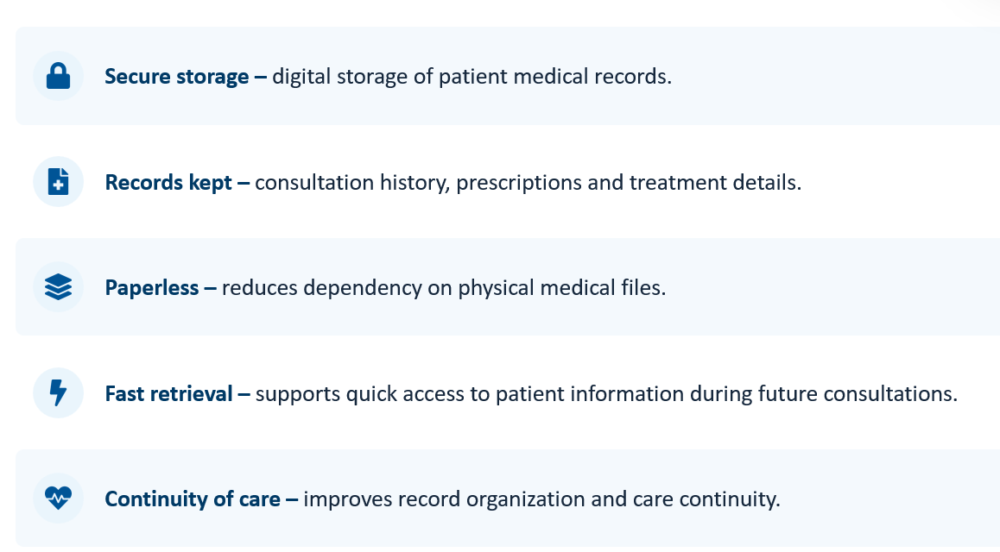 Secure storage – digital storage of patient medical records.
Records kept – consultation history, prescriptions and treatment details.
Paperless – reduces dependency on physical medical files.
Fast retrieval – supports quick access to patient information during future consultations.
Continuity of care – improves record organization and care continuity.